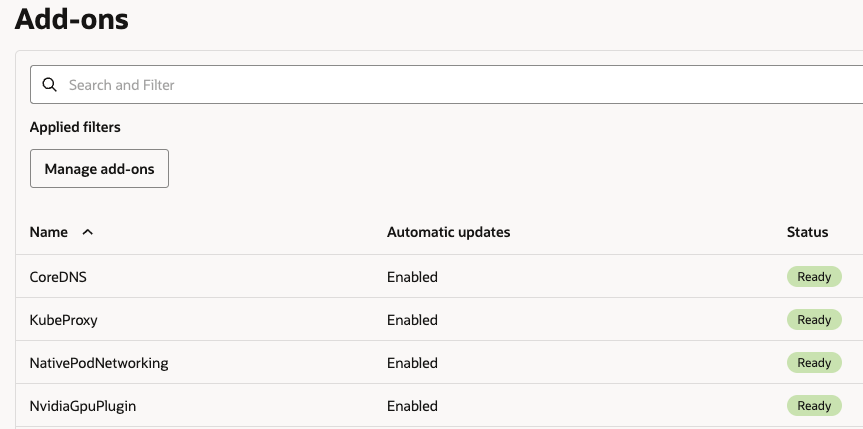 Add-ons
Search and Filter
Applied filters
Manage add-ons
Name Automatic updates Status
CoreDNS Enabled Ready
KubeProxy Enabled Ready
NativePodNetworking Enabled Ready
NvidiaGpuPlugin Enabled Ready